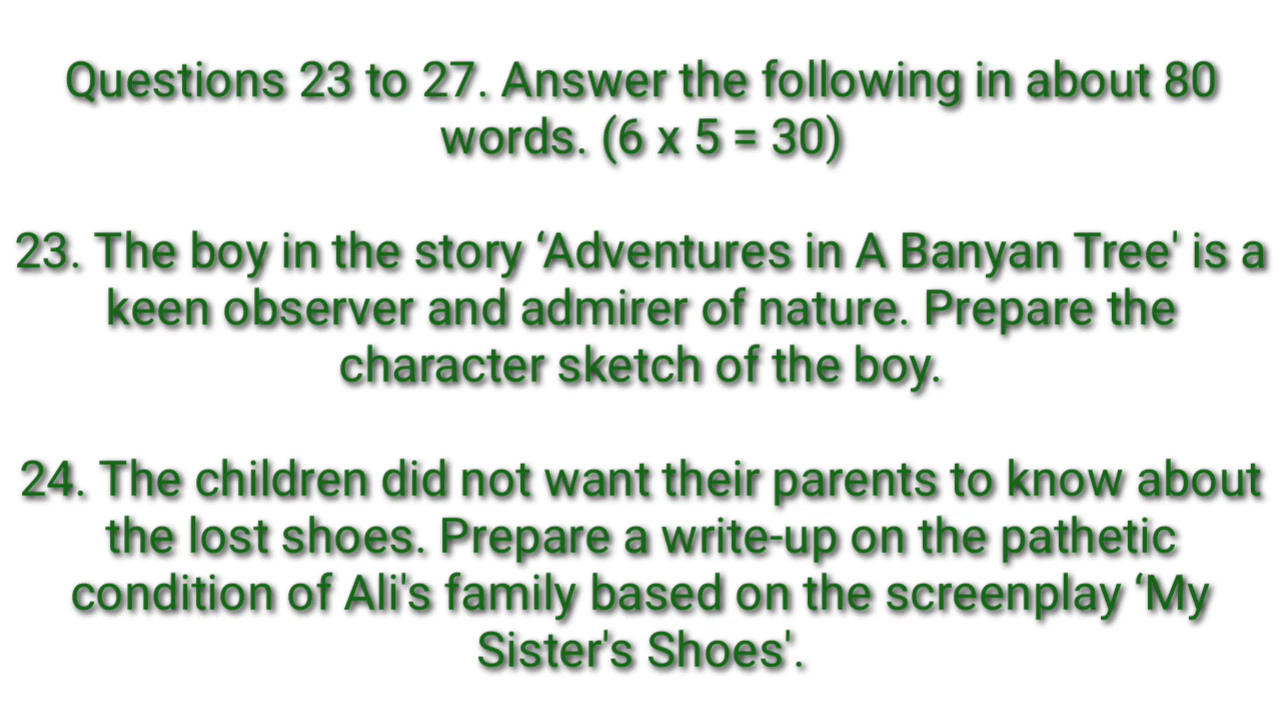 Questions 23 to 27. Answer the following in about 80
words. (6 x 5 = 30)
23. The boy in the story ‘Adventures in A Banyan Tree' is a
keen observer and admirer of nature. Prepare the
character sketch of the boy.
24. The children did not want their parents to know about
the lost shoes. Prepare a write-up on the pathetic
condition of Ali's family based on the screenplay ‘My
Sister's Shoes'.